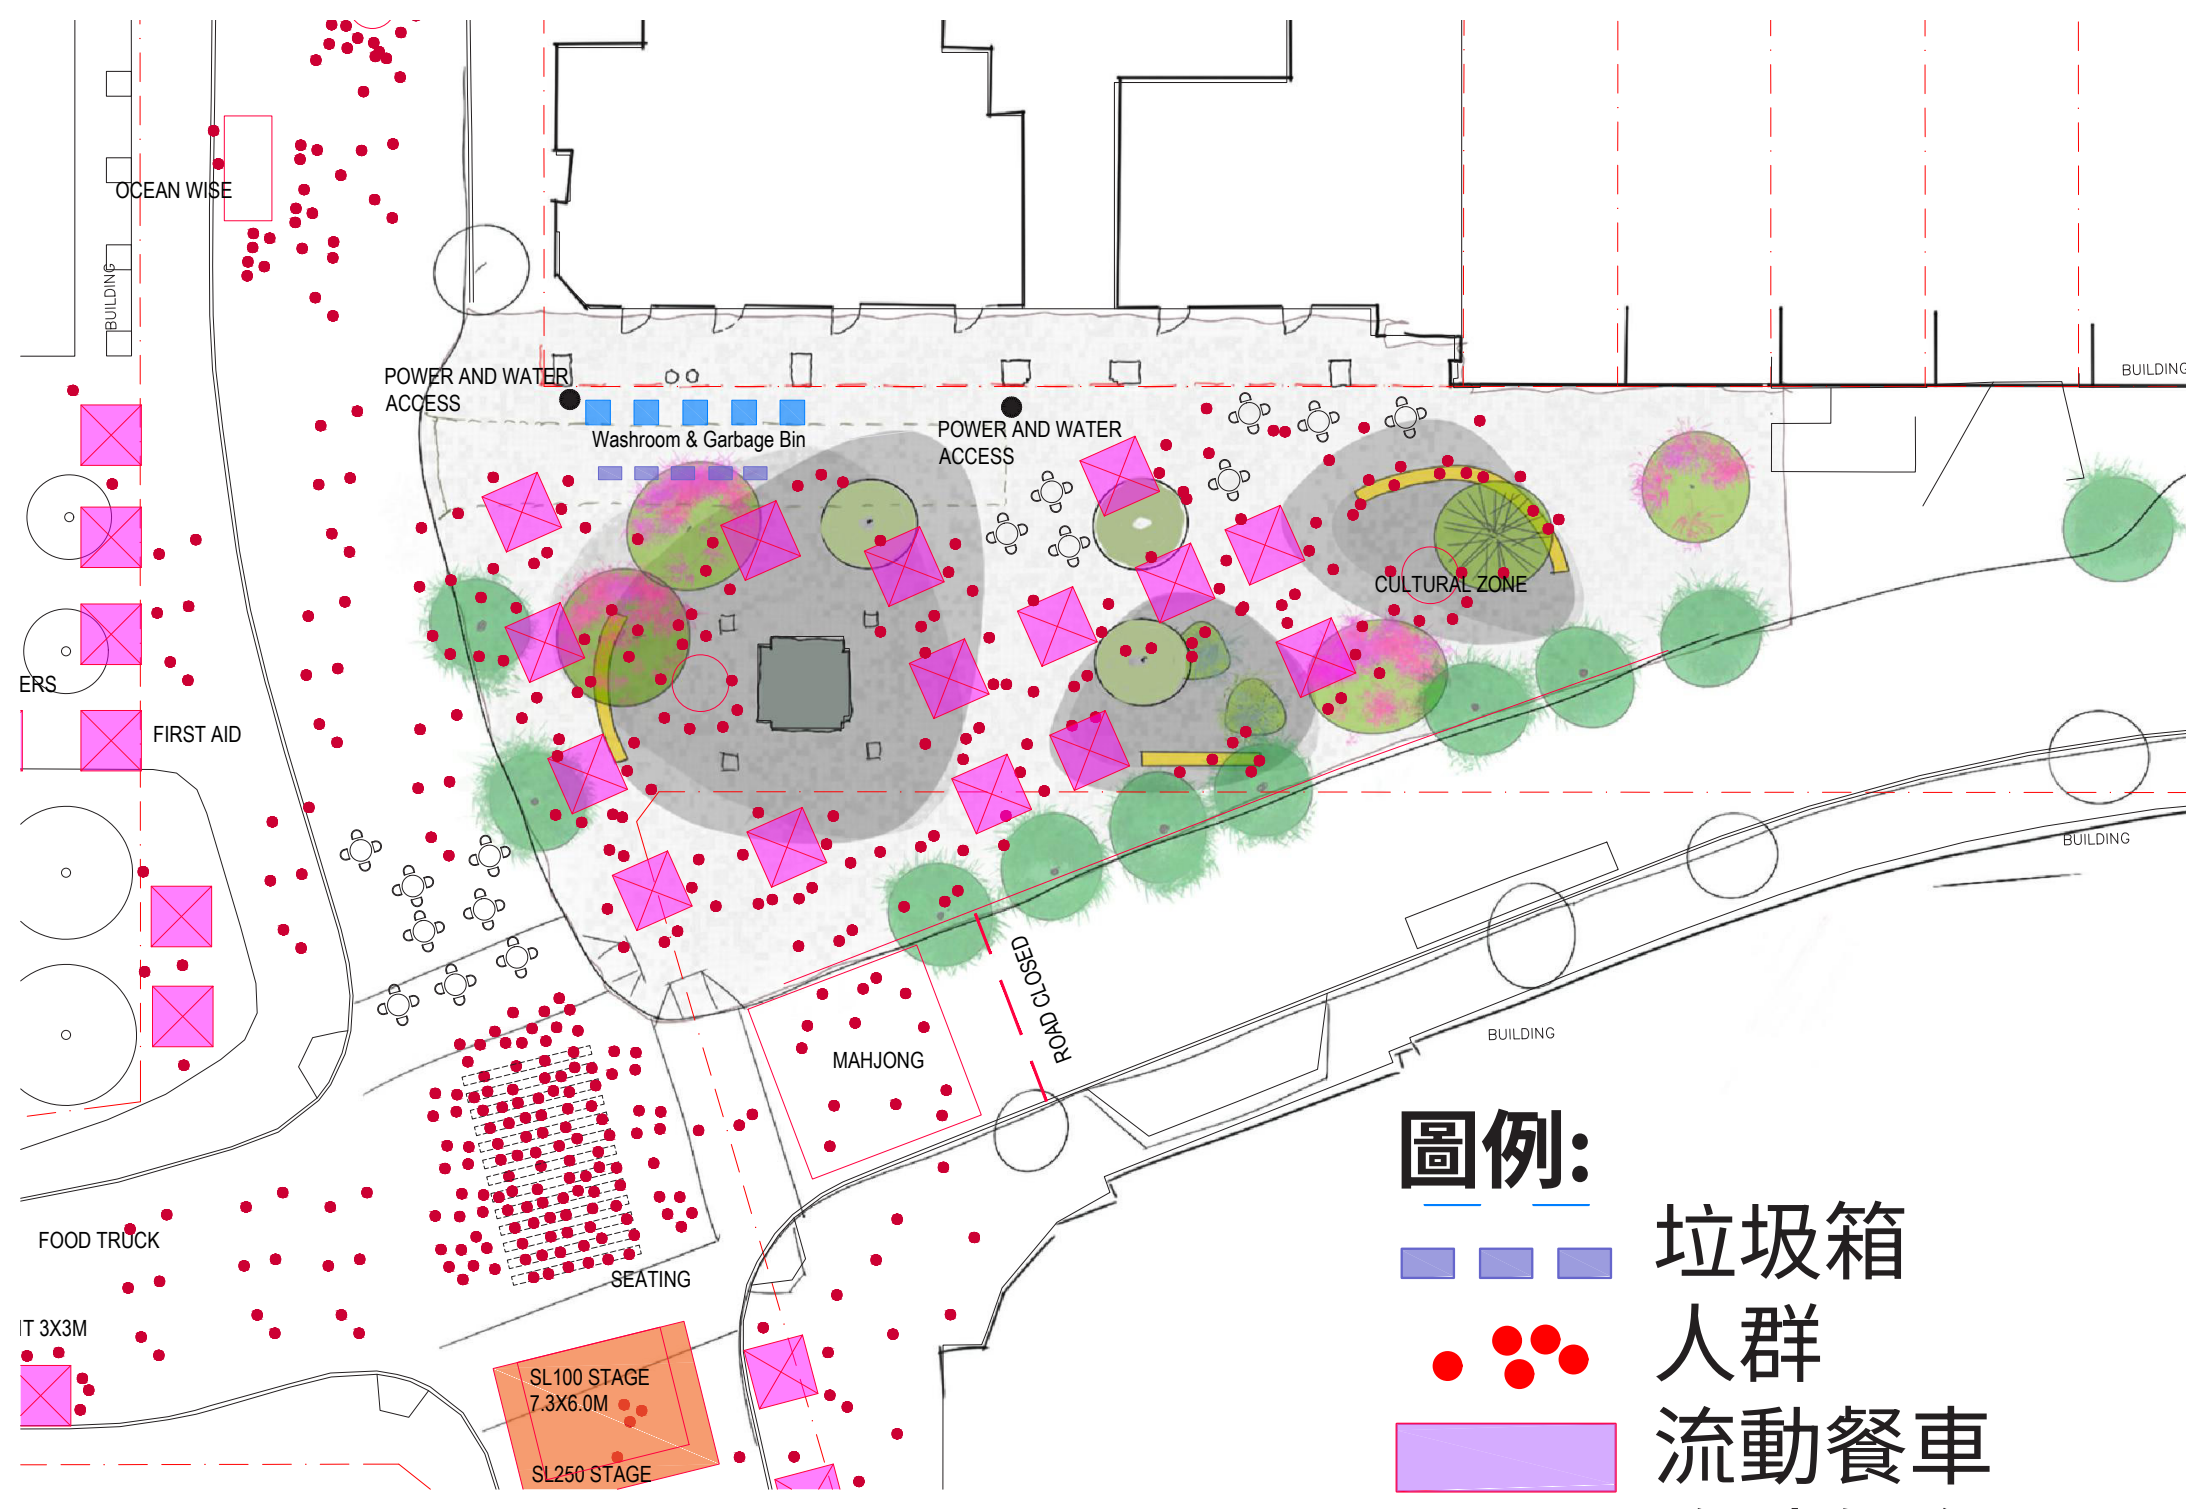 OCEAN WISE
BUILDING
POWER AND WATER
ACCESS
Washroom & Garbage Bin
POWER AND WATER
ACCESS
BUILDING
CULTURAL ZONE
ERS
FIRST AID
BUILDING
ROAD CLOSED
BUILDING
MAHJONG
FOOD TRUCK
SEATING
IT 3X3M
SL100 STAGE
7.3X6.0M
SL250 STAGE
圖例:
垃圾箱
人群
流動餐車